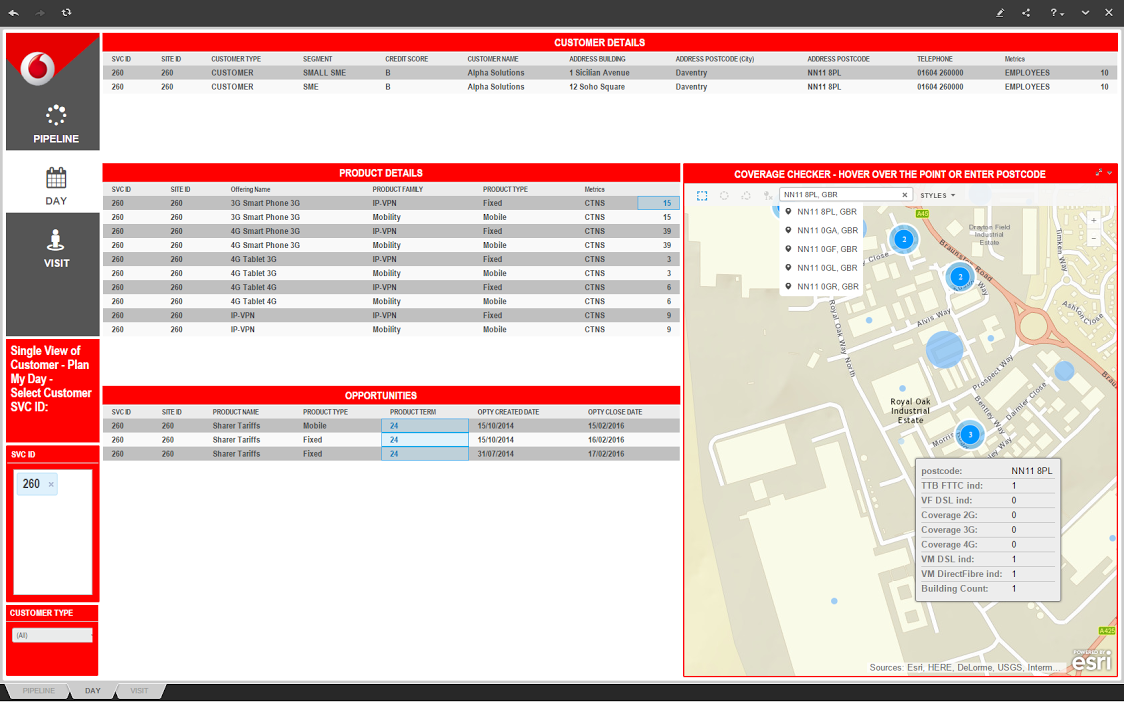 CUSTOMER DETAILS
SVC ID SITE ID CUSTOMER TYPE SEGMENT CREDIT SCORE CUSTOMER NAME ADDRESS BUILDING ADDRESS POSTCODE (City) ADDRESS POSTCODE TELEPHONE Metrics
260 260 CUSTOMER SMALL SME B Alpha Solutions 1 Sicilian Avenue Daventry NN11 8PL 01604 260000 EMPLOYEES 10
260 260 CUSTOMER SME B Alpha Solutions 12 Soho Square Daventry NN11 8PL 01604 260000 EMPLOYEES 10
PIPELINE
DAY
VISIT
Single View of
Customer - Plan
My Day -
Select Customer
SVC ID:
SVC ID
260 ×
CUSTOMER TYPE
(All)
PRODUCT DETAILS
SVC ID SITE ID Offering Name PRODUCT FAMILY PRODUCT TYPE Metrics
260 260 3G Smart Phone 3G IP-VPN Fixed CTNS 15
260 260 3G Smart Phone 3G Mobility Mobile CTNS 15
260 260 4G Smart Phone 3G IP-VPN Fixed CTNS 39
260 260 4G Smart Phone 3G Mobility Mobile CTNS 39
260 260 4G Tablet 3G IP-VPN Fixed CTNS 3
260 260 4G Tablet 3G Mobility Mobile CTNS 3
260 260 4G Tablet 4G IP-VPN Fixed CTNS 6
260 260 4G Tablet 4G Mobility Mobile CTNS 6
260 260 IP-VPN IP-VPN Fixed CTNS 9
260 260 IP-VPN Mobility Mobile CTNS 9
OPPORTUNITIES
SVC ID SITE ID PRODUCT NAME PRODUCT TYPE PRODUCT TERM OPTY CREATED DATE OPTY CLOSE DATE
260 260 Sharer Tariffs Mobile 24 15/10/2014 15/02/2016
260 260 Sharer Tariffs Fixed 24 15/10/2014 16/02/2016
260 260 Sharer Tariffs Fixed 24 31/07/2014 17/02/2016
COVERAGE CHECKER - HOVER OVER THE POINT OR ENTER POSTCODE
NN11 8PL, GBR × STYLES
NN11 8PL, GBR
NN11 0GA, GBR
NN11 0GF, GBR
NN11 0GL, GBR
NN11 0GR, GBR
A45
Drayton Field
Industrial
Estate
Timken Way
+
-
2
Braunston Road
Close
2
Way
Ashton Close
Royal Oak Way North
Alvis Way
Prospect Way
Royal Oak
Industrial
Estate
Bentley Way
Daimler Close
3
postcode: NN11 8PL
TTB FTTC ind: 1
VF DSL ind: 0
Coverage 2G: 0
Coverage 3G: 0
Coverage 4G: 0
VM DSL ind: 1
VM DirectFibre ind: 1
Building Count: 1
A425
Sources: Esri, HERE, DeLorme, USGS, Interm...
POWERED BY
esri
PIPELINE DAY VISIT